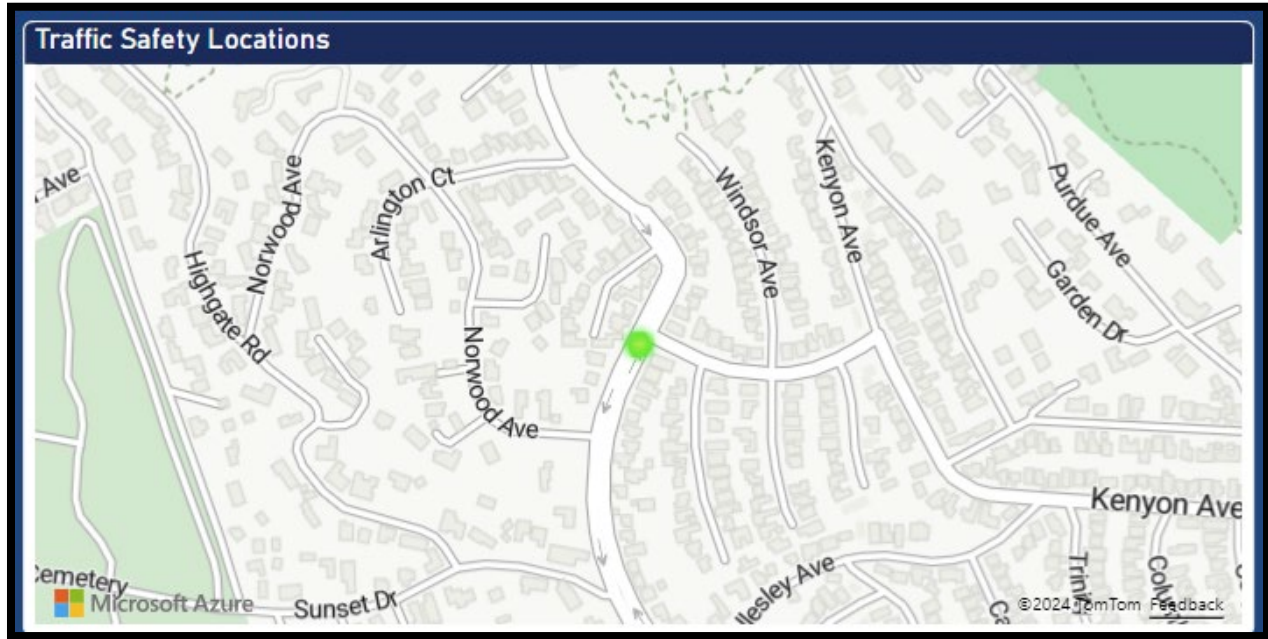 Traffic Safety Locations
Ave
Norwood Ave
Arlington Ct
Highgate Rd
Norwood Ave
Windsor Ave
Kenyon Ave
Purdue Ave
Garden Dr
Kenyon Ave
llesley Ave
Cemetery
Sunset Dr
Microsoft Azure
©2024 TomTom Feedback